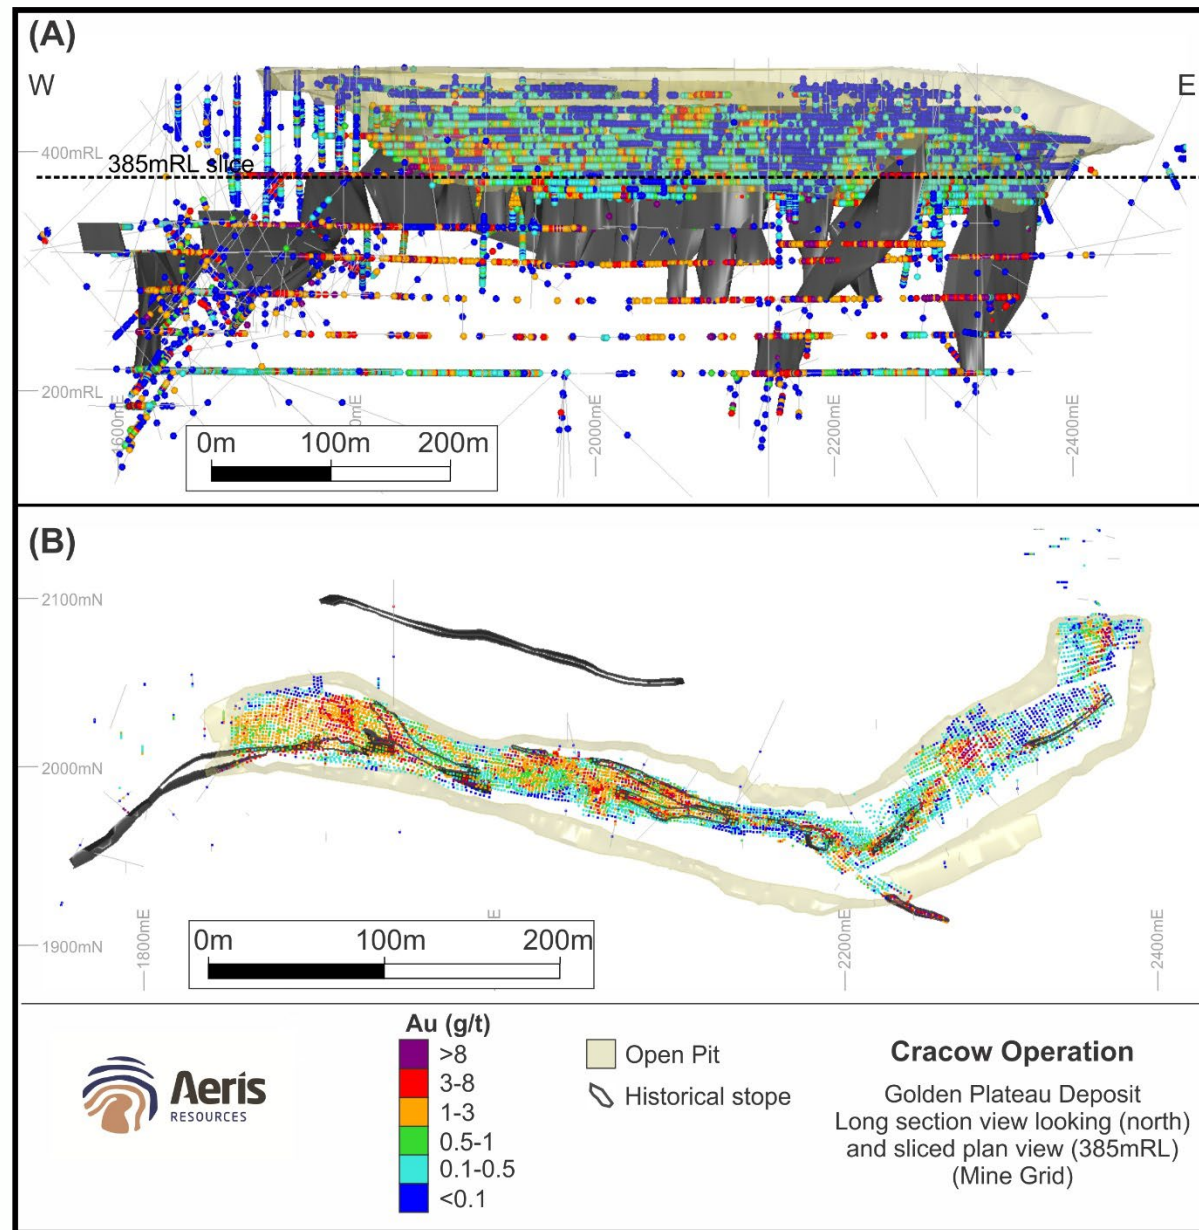 (A)
W
E
400mRL
385mRL slice
200mRL
1600mE
0E
2000mE
2200mE
2400mE
0m 100m 200m
(B)
2100mN
2000mN
1900mN
1800mE
E
2200mE
2400mE
0m 100m 200m
Aeris
RESOURCES
Au (g/t)
>8
3-8
1-3
0.5-1
0.1-0.5
<0.1
Open Pit
Historical stope
Cracow Operation
Golden Plateau Deposit
Long section view looking (north)
and sliced plan view (385mRL)
(Mine Grid)